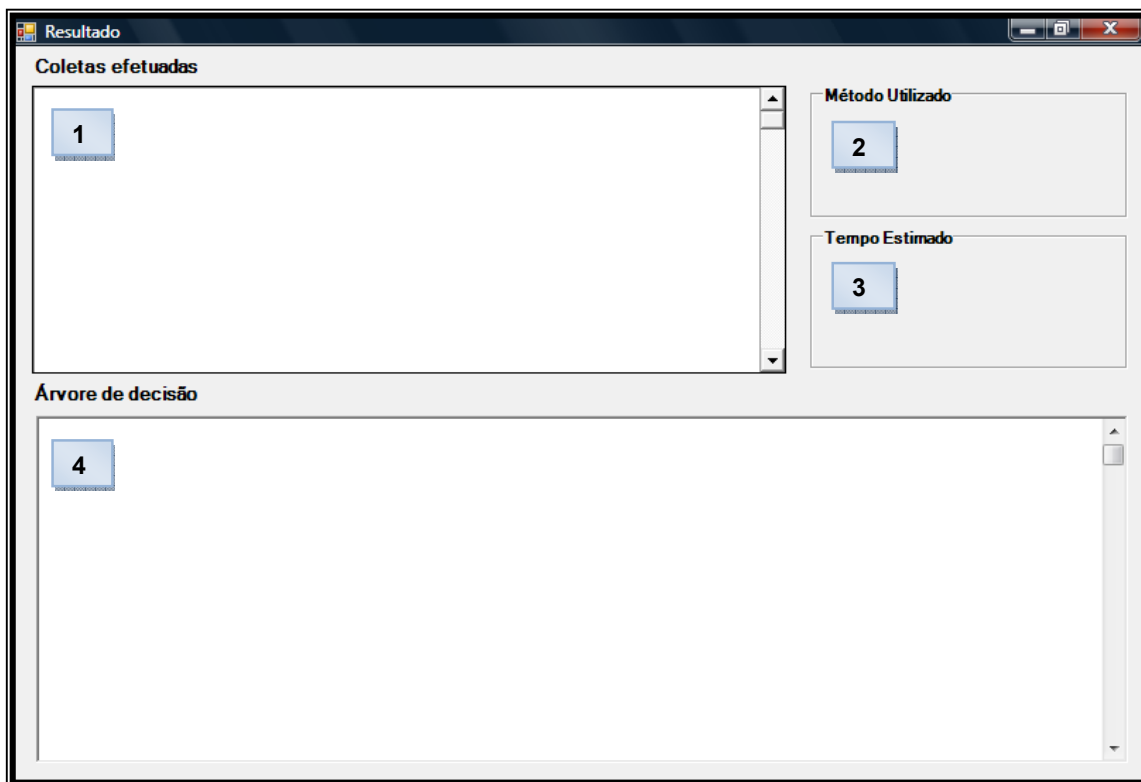 Resultado
Coletas efetuadas
1
Método Utilizado
2
Tempo Estimado
3
Árvore de decisão
4